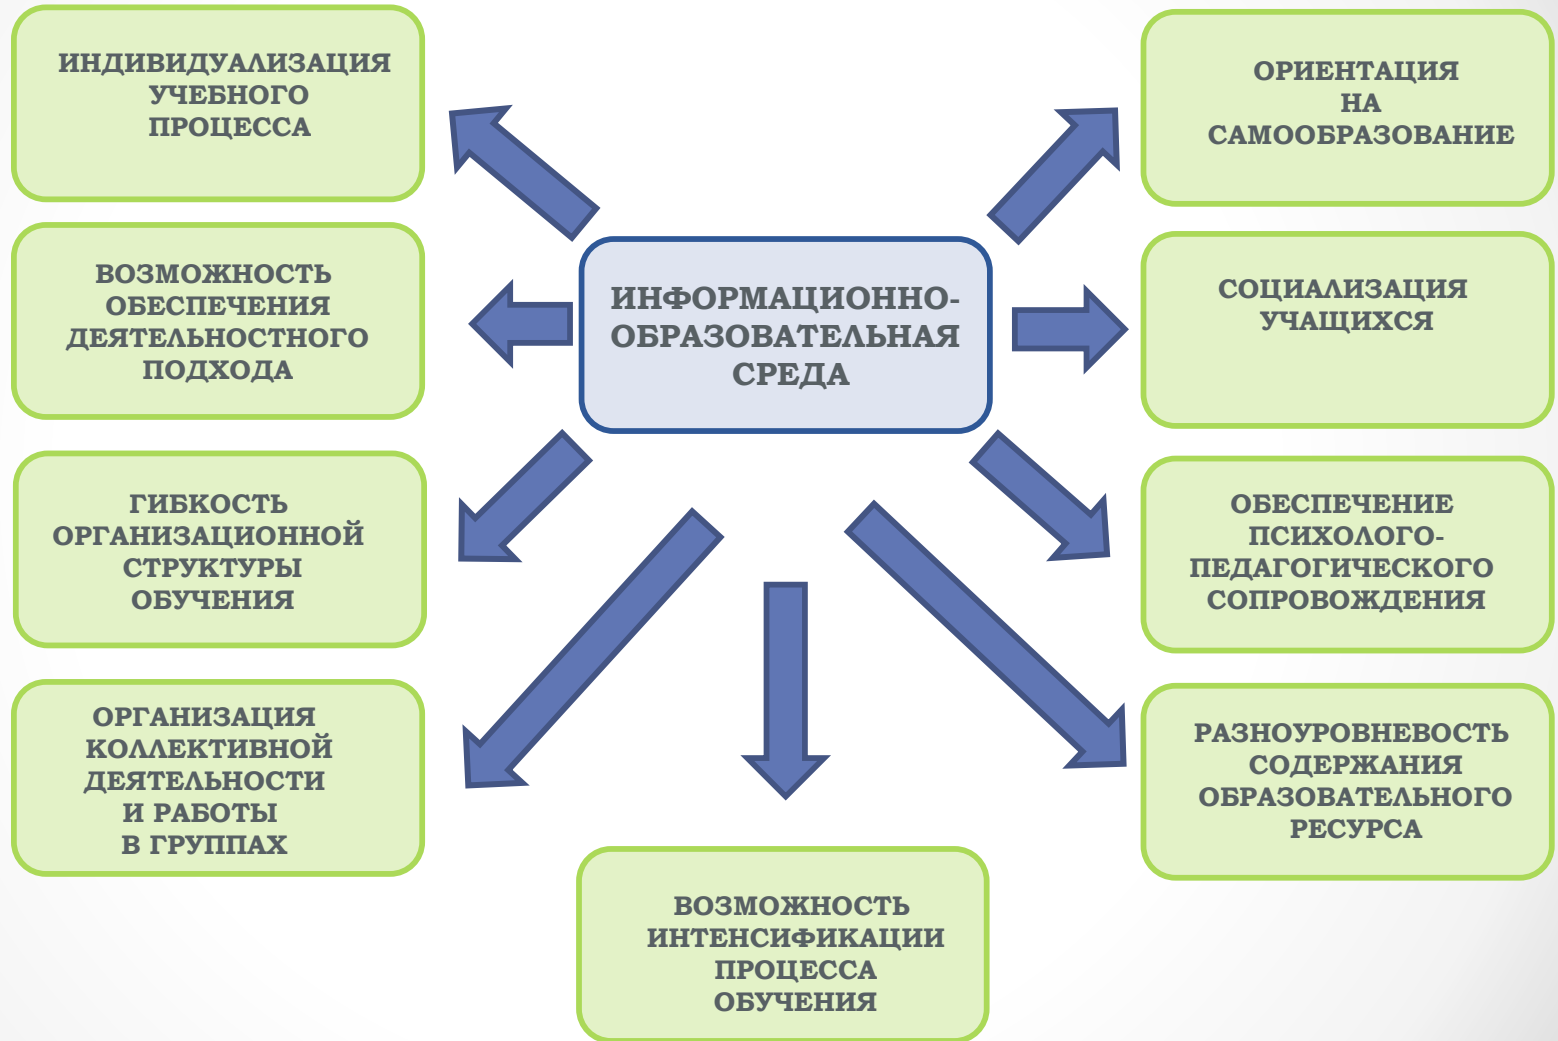 ИНДИВИДУАЛИЗАЦИЯ
УЧЕБНОГО
ПРОЦЕССА
ВОЗМОЖНОСТЬ
ОБЕСПЕЧЕНИЯ
ДЕЯТЕЛЬНОСТНОГО
ПОДХОДА
ГИБКОСТЬ
ОРГАНИЗАЦИОННОЙ
СТРУКТУРЫ
ОБУЧЕНИЯ
ОРГАНИЗАЦИЯ
КОЛЛЕКТИВНОЙ
ДЕЯТЕЛЬНОСТИ
И РАБОТЫ
В ГРУППАХ
ИНФОРМАЦИОННО-
ОБРАЗОВАТЕЛЬНАЯ
СРЕДА
ВОЗМОЖНОСТЬ
ИНТЕНСИФИКАЦИИ
ПРОЦЕССА
ОБУЧЕНИЯ
ОРИЕНТАЦИЯ
НА
САМООБРАЗОВАНИЕ
СОЦИАЛИЗАЦИЯ
УЧАЩИХСЯ
ОБЕСПЕЧЕНИЕ
ПСИХОЛОГО-
ПЕДАГОГИЧЕСКОГО
СОПРОВОЖДЕНИЯ
РАЗНОУРОВНЕВОСТЬ
СОДЕРЖАНИЯ
ОБРАЗОВАТЕЛЬНОГО
РЕСУРСА